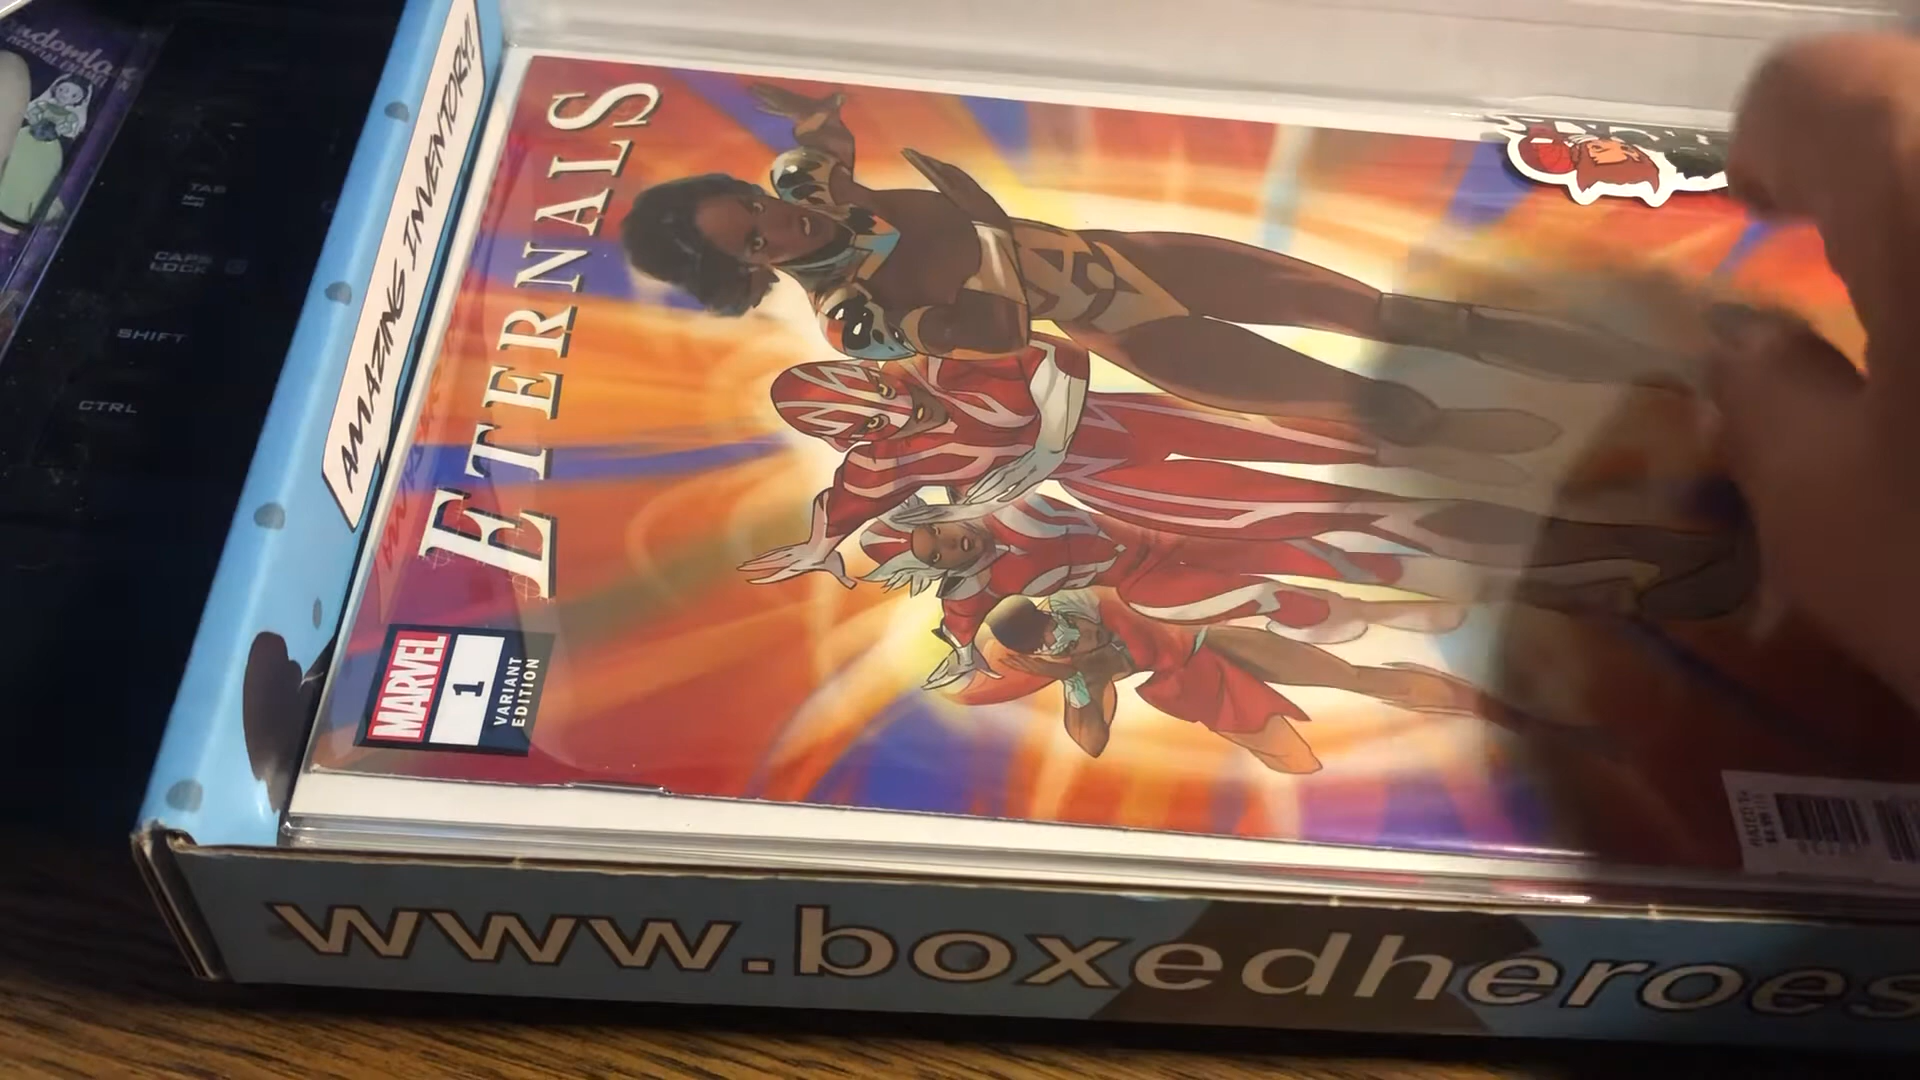 AMAZING INVENTORY!
TAB
CAPS
LOCK
SHIFT
CTRL
ETERNALS
MARVEL
1
VARIANT
EDITION
www.boxedheroes